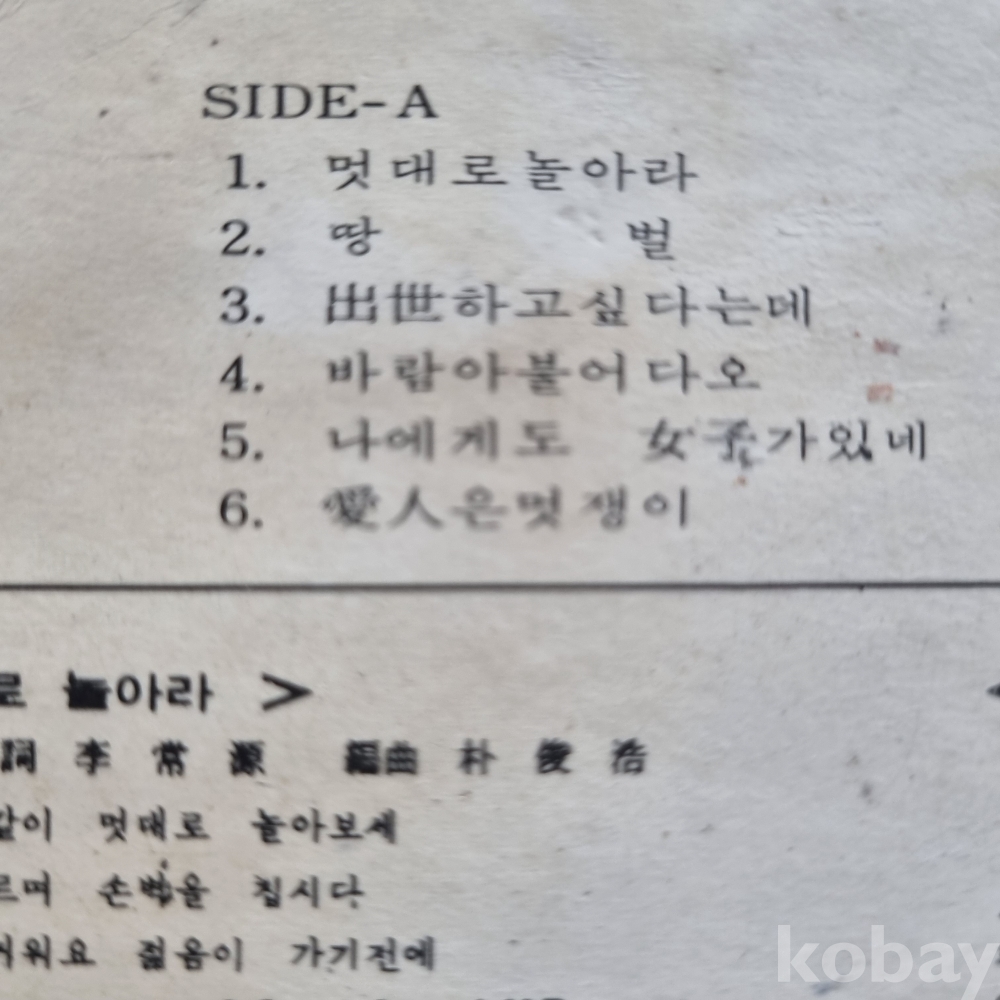 SIDE-A
1. 멋대로놀아라
2. 땅 벌
3. 出世하고싶다는데
4. 바람아불어다오
5. 나에게도 女子가있네
6. 愛人은멋쟁이
로 놀아라 >
詞 李常源 編曲 朴俊浩
같이 멋대로 놀아보세
르며 손뼉을 칩시다
거워요 젊음이 가기전에
kobay